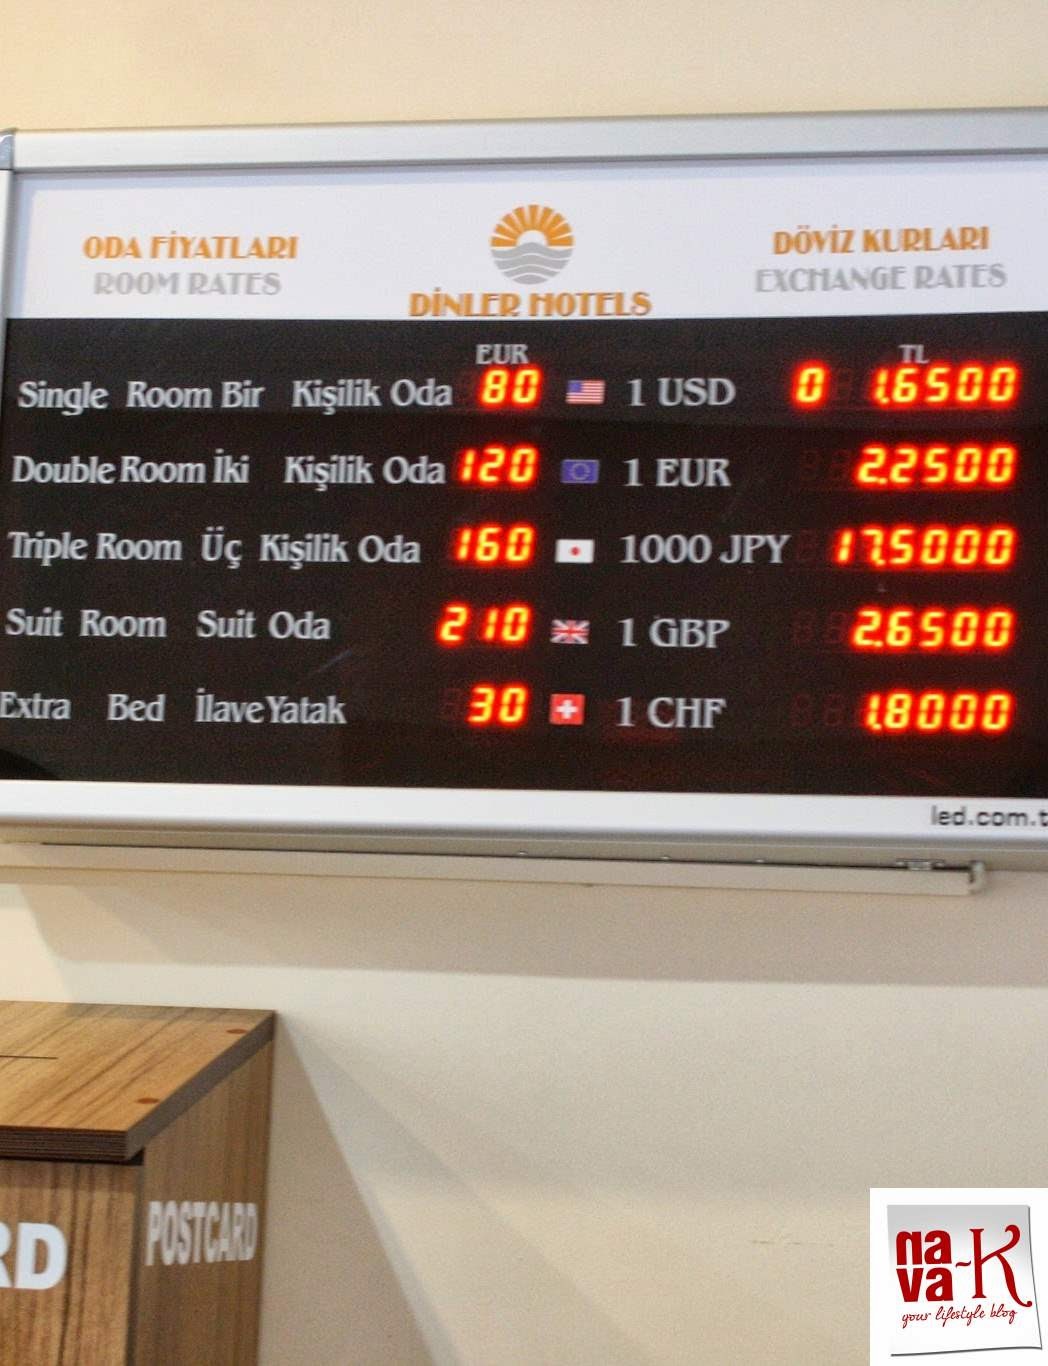 ODA FİYATLARI
ROOM RATES
DİNLER HOTELS
DÖVİZ KURLARI
EXCHANGE RATES
EUR
TL
Single Room Bir Kişilik Oda 80 1 USD 0 1.6500
Double Room İki Kişilik Oda 120 1 EUR 2.2500
Triple Room Üç Kişilik Oda 160 1000 JPY 17.5000
Suit Room Suit Oda 210 1 GBP 2.6500
Extra Bed İlave Yatak 30 1 CHF 1.8000
led.com.t
RD
POSTCARD
nava-K
your lifestyle blog